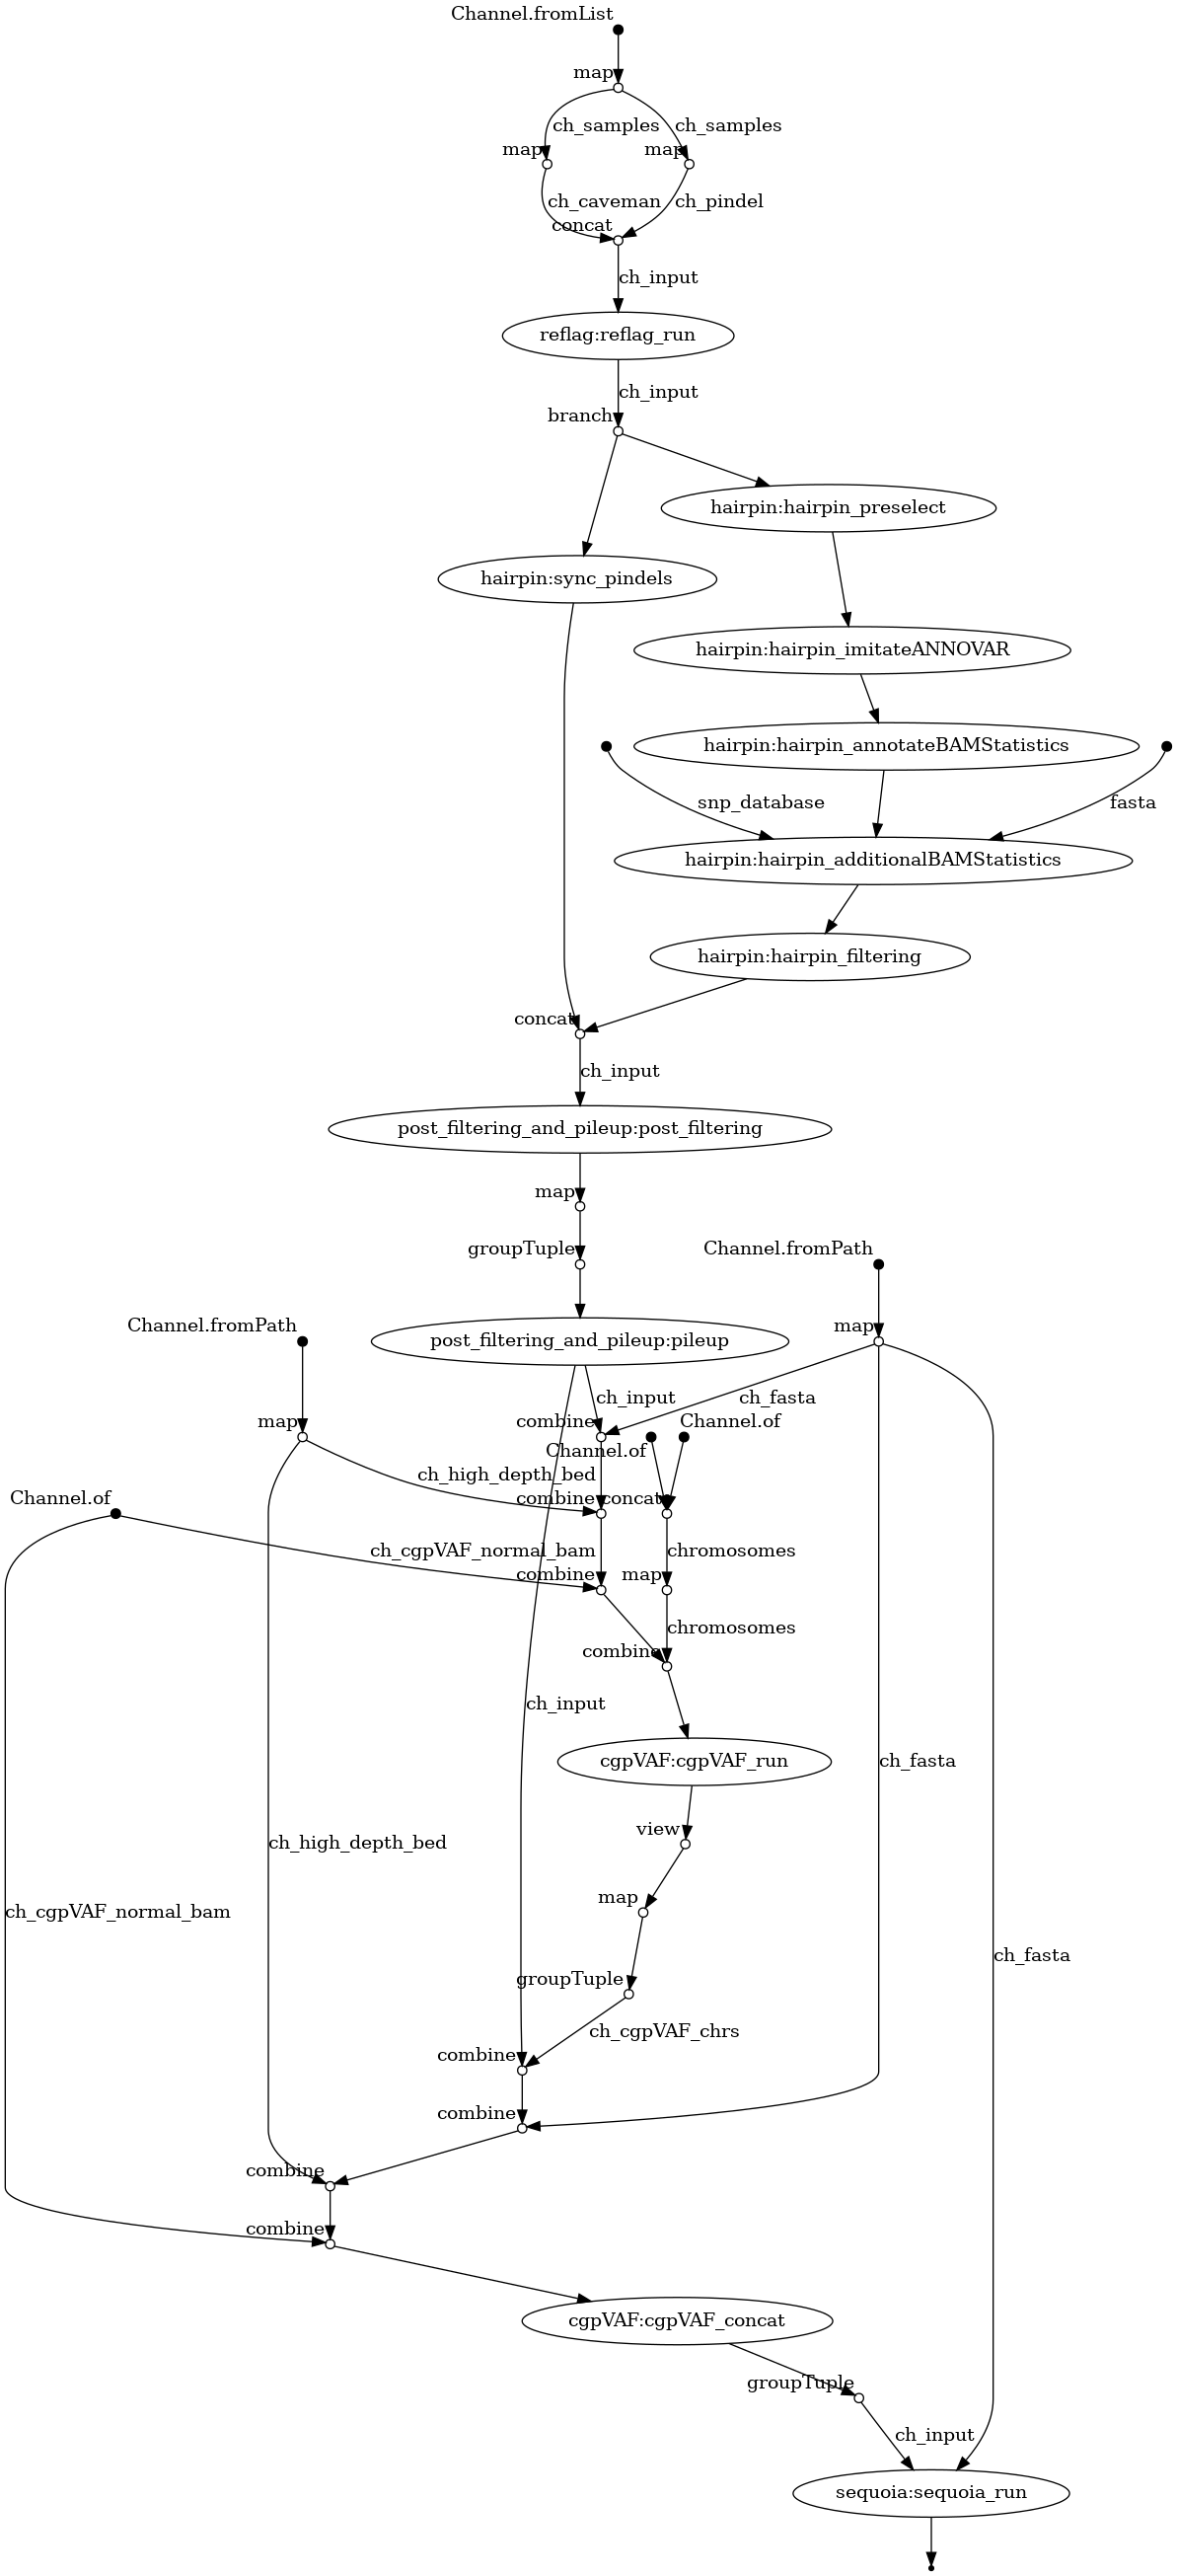 Channel.fromList
map
ch_samples
ch_samples
map
map
ch_caveman
ch_pindel
concat
ch_input
reflag:reflag_run
ch_input
branch
hairpin:hairpin_preselect
hairpin:sync_pindels
hairpin:hairpin_imitateANNOVAR
hairpin:hairpin_annotateBAMStatistics
snp_database
fasta
hairpin:hairpin_additionalBAMStatistics
hairpin:hairpin_filtering
concat
ch_input
post_filtering_and_pileup:post_filtering
map
groupTuple
Channel.fromPath
Channel.fromPath
map
post_filtering_and_pileup:pileup
ch_input
ch_fasta
map
combine
Channel.of
Channel.of
ch_high_depth_bed
Channel.of
combine
concat
ch_cgpVAF_normal_bam
chromosomes
combine
map
chromosomes
combine
ch_input
cgpVAF:cgpVAF_run
ch_fasta
view
ch_high_depth_bed
map
ch_cgpVAF_normal_bam
ch_fasta
groupTuple
ch_cgpVAF_chrs
combine
combine
combine
combine
cgpVAF:cgpVAF_concat
groupTuple
ch_input
sequoia:sequoia_run